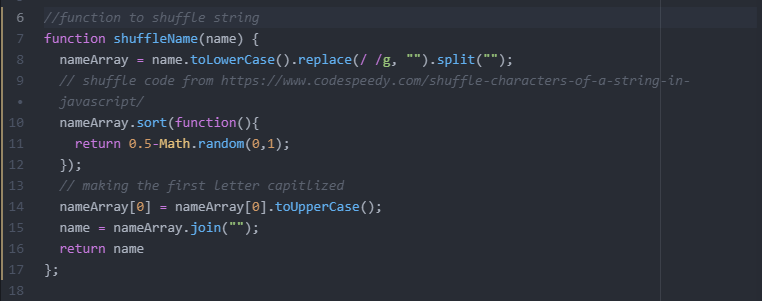 6 //function to shuffle string
7 function shuffleName(name) {
8 nameArray = name.toLowerCase().replace(/ /g, "").split("");
9 // shuffle code from https://www.codespeedy.com/shuffle-characters-of-a-string-in-
• javascript/
10 nameArray.sort(function(){
11 return 0.5-Math.random(0,1);
12 });
13 // making the first letter capitlized
14 nameArray[0] = nameArray[0].toUpperCase();
15 name = nameArray.join("");
16 return name
17 };
18